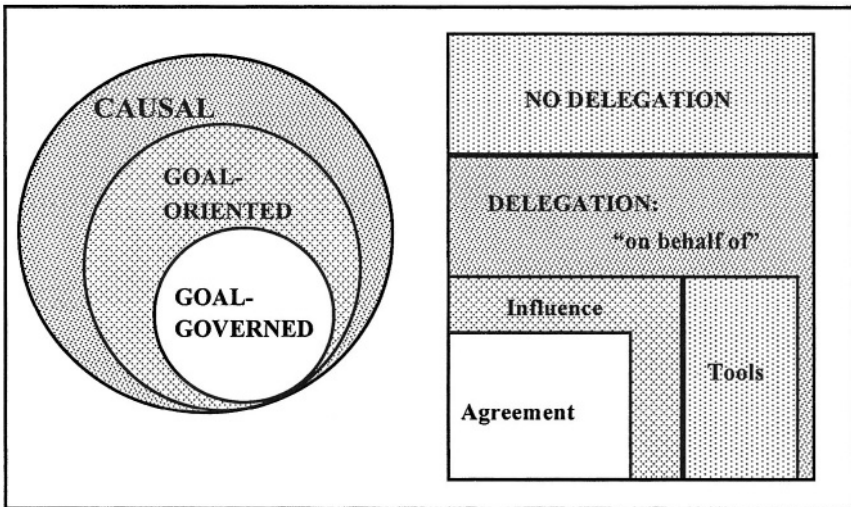 CAUSAL
GOAL-
ORIENTED
GOAL-
GOVERNED
NO DELEGATION
DELEGATION:
“on behalf of”
Influence
Tools
Agreement